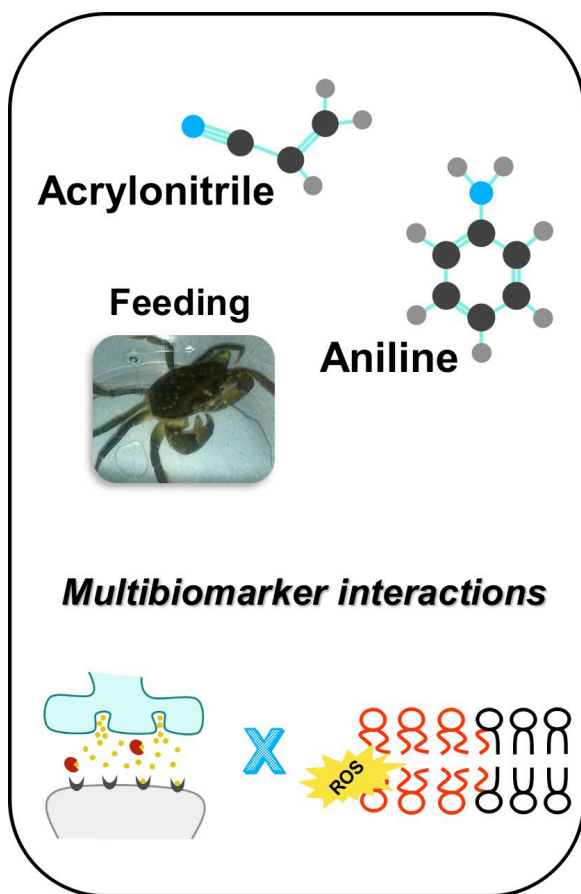 Acrylonitrile
Feeding
Aniline
Multibiomarker interactions
X
ROS